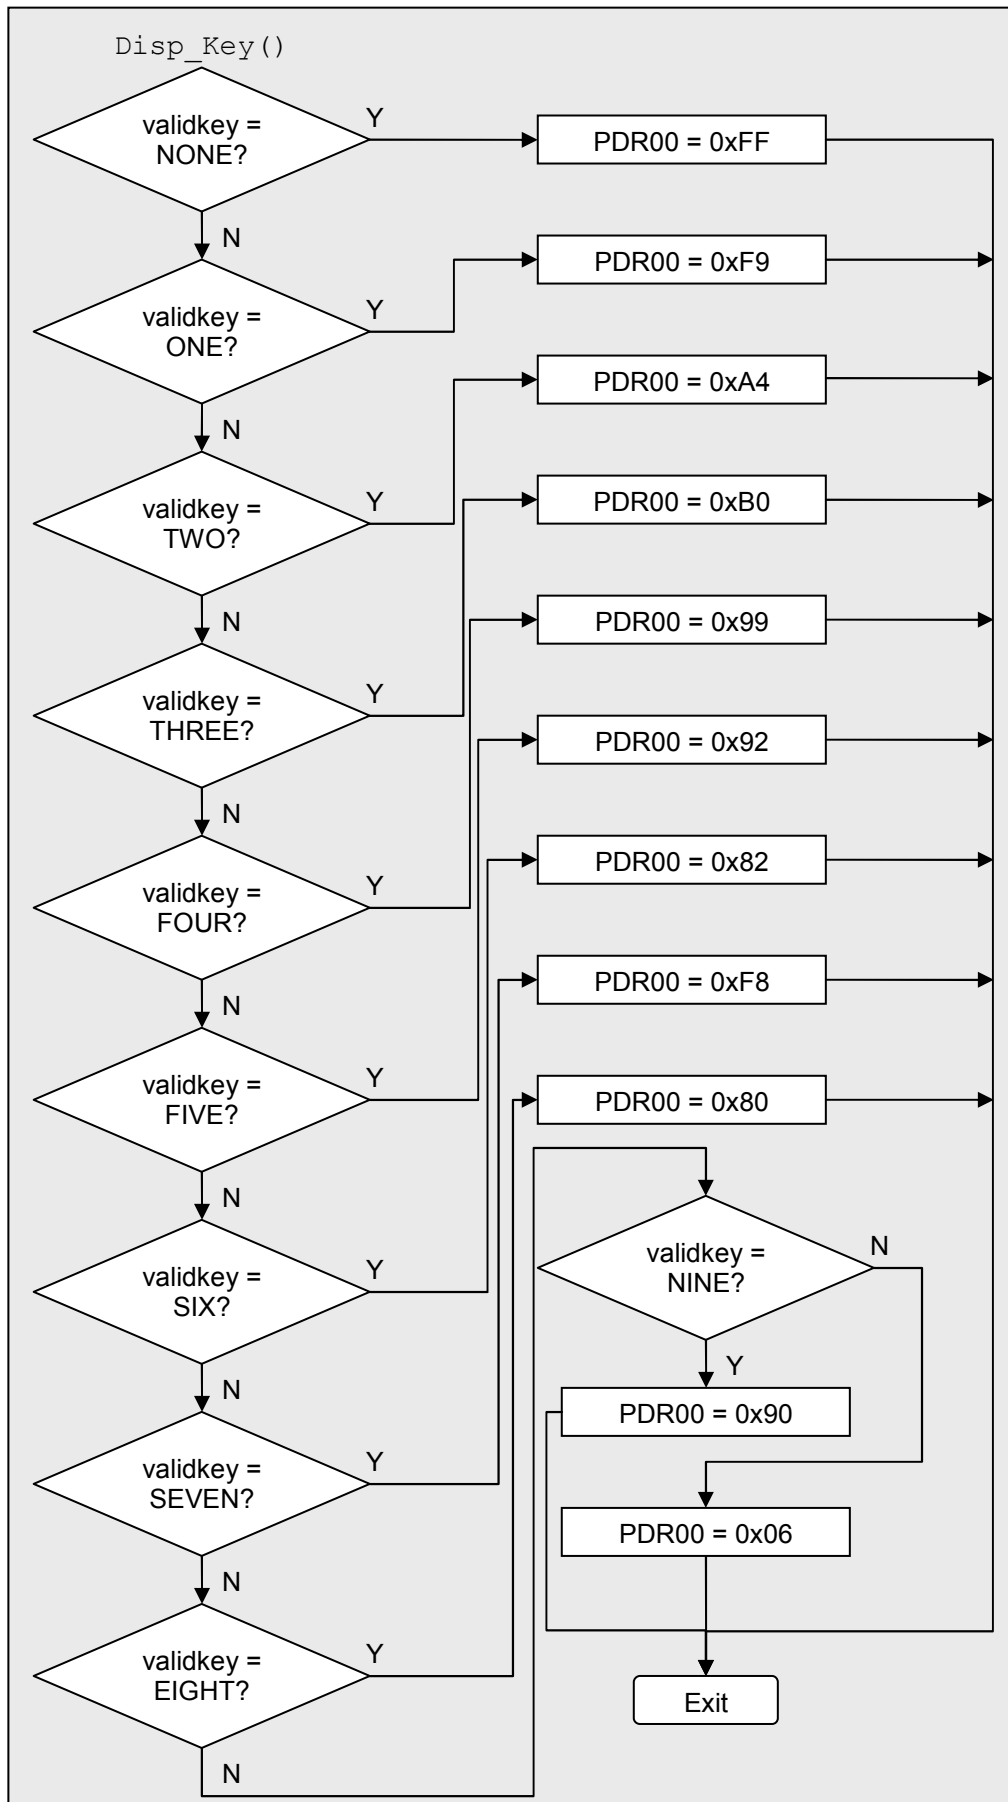 Disp_Key()
validkey =
NONE?
Y
PDR00 = 0xFF
N
validkey =
ONE?
Y
PDR00 = 0xF9
N
validkey =
TWO?
Y
PDR00 = 0xA4
N
validkey =
THREE?
Y
PDR00 = 0xB0
N
validkey =
FOUR?
Y
PDR00 = 0x99
N
validkey =
FIVE?
Y
PDR00 = 0x92
N
validkey =
SIX?
Y
PDR00 = 0x82
N
validkey =
SEVEN?
Y
PDR00 = 0xF8
N
validkey =
EIGHT?
Y
PDR00 = 0x80
N
validkey =
NINE?
N
Y
PDR00 = 0x90
PDR00 = 0x06
Exit